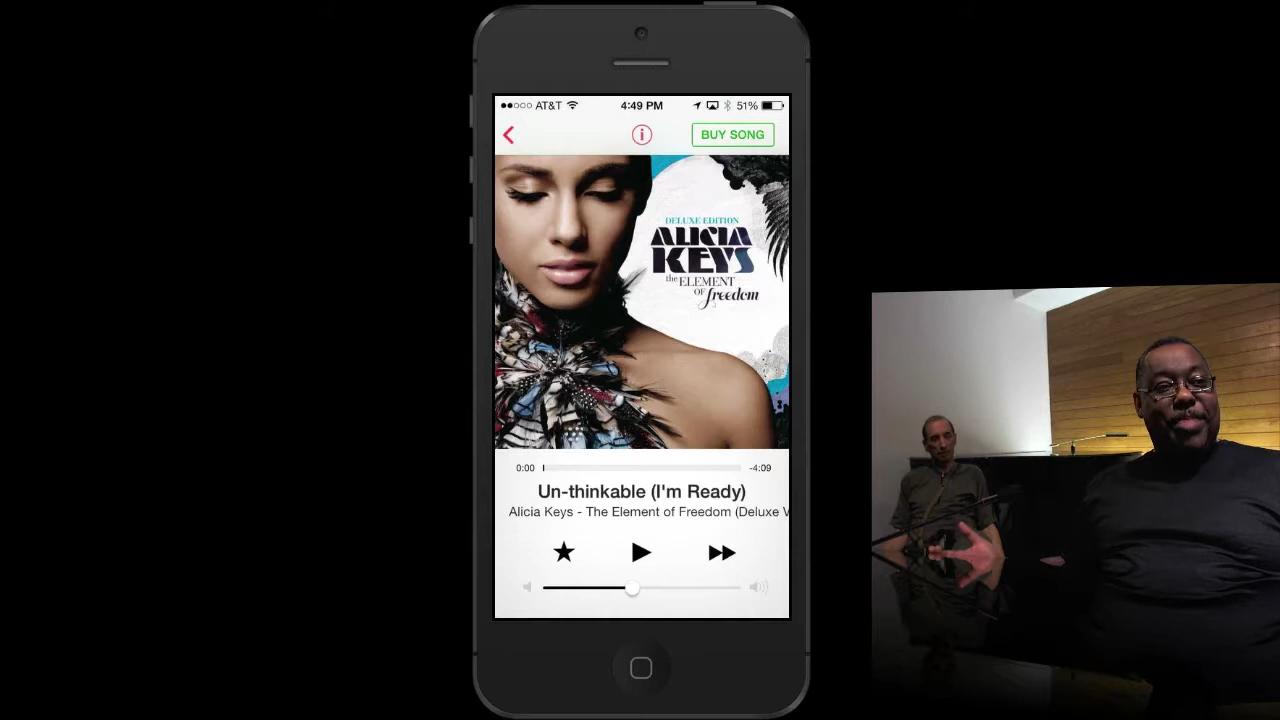 AT&T 4:49 PM 51%
i BUY SONG
DELUXE EDITION
ALICIA
KEYS
the ELEMENT
OF freedom
0:00 -4:09
Un-thinkable (I'm Ready)
Alicia Keys - The Element of Freedom (Deluxe V